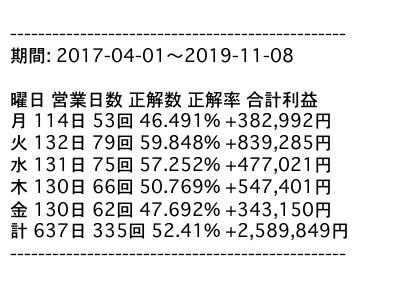 ------------------------------------------------
期間: 2017-04-01〜2019-11-08
曜日 営業日数 正解数 正解率 合計利益
月 114日 53回 46.491% +382,992円
火 132日 79回 59.848% +839,285円
水 131日 75回 57.252% +477,021円
木 130日 66回 50.769% +547,401円
金 130日 62回 47.692% +343,150円
計 637日 335回 52.41% +2,589,849円
------------------------------------------------